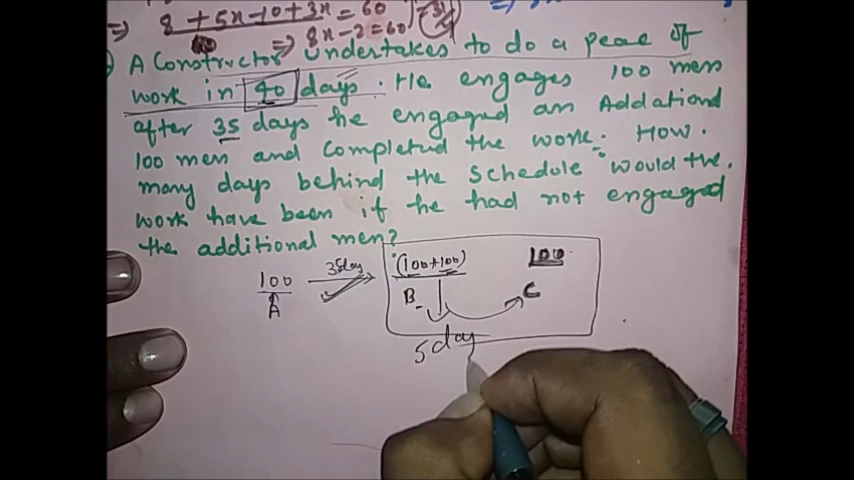 ⇒ 8 + 5x-10+3x = 60
⇒ 8x-2=60
A Constructor undertakes to do a peace of
work in 40 days. He engages 100 men
after 35 days he engaged an Addational
100 men and completed the work. How.
many days behind the schedule would the.
work have been if he had not engaged
the additional men?
100 35day (100+100) 100
A B C
5 day